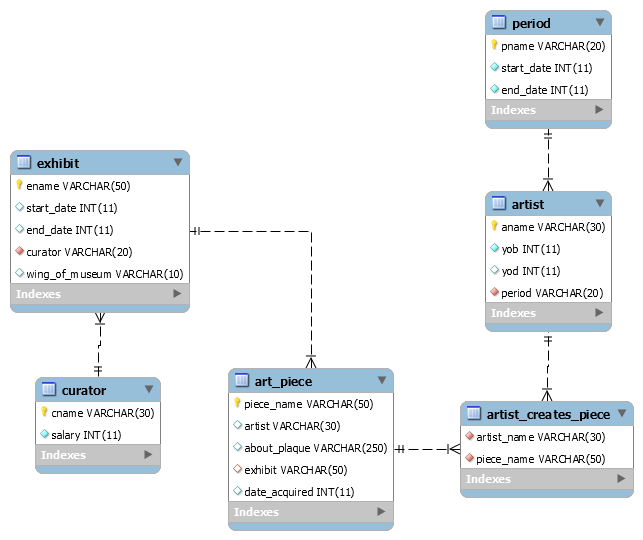 period
pname VARCHAR(20)
start_date INT(11)
end_date INT(11)
Indexes
exhibit
ename VARCHAR(50)
start_date INT(11)
end_date INT(11)
curator VARCHAR(20)
wing_of_museum VARCHAR(10)
Indexes
artist
aname VARCHAR(30)
yob INT(11)
yod INT(11)
period VARCHAR(20)
Indexes
curator
cname VARCHAR(30)
salary INT(11)
Indexes
art_piece
piece_name VARCHAR(50)
artist VARCHAR(30)
about_plaque VARCHAR(250)
exhibit VARCHAR(50)
date_acquired INT(11)
Indexes
artist_creates_piece
artist_name VARCHAR(30)
piece_name VARCHAR(50)
Indexes